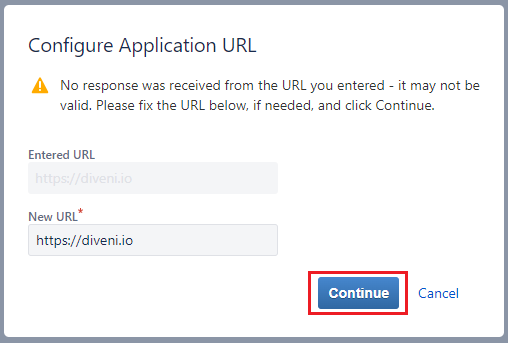 Configure Application URL
No response was received from the URL you entered - it may not be
valid. Please fix the URL below, if needed, and click Continue.
Entered URL
https://diveni.io
New URL*
https://diveni.io
Continue Cancel